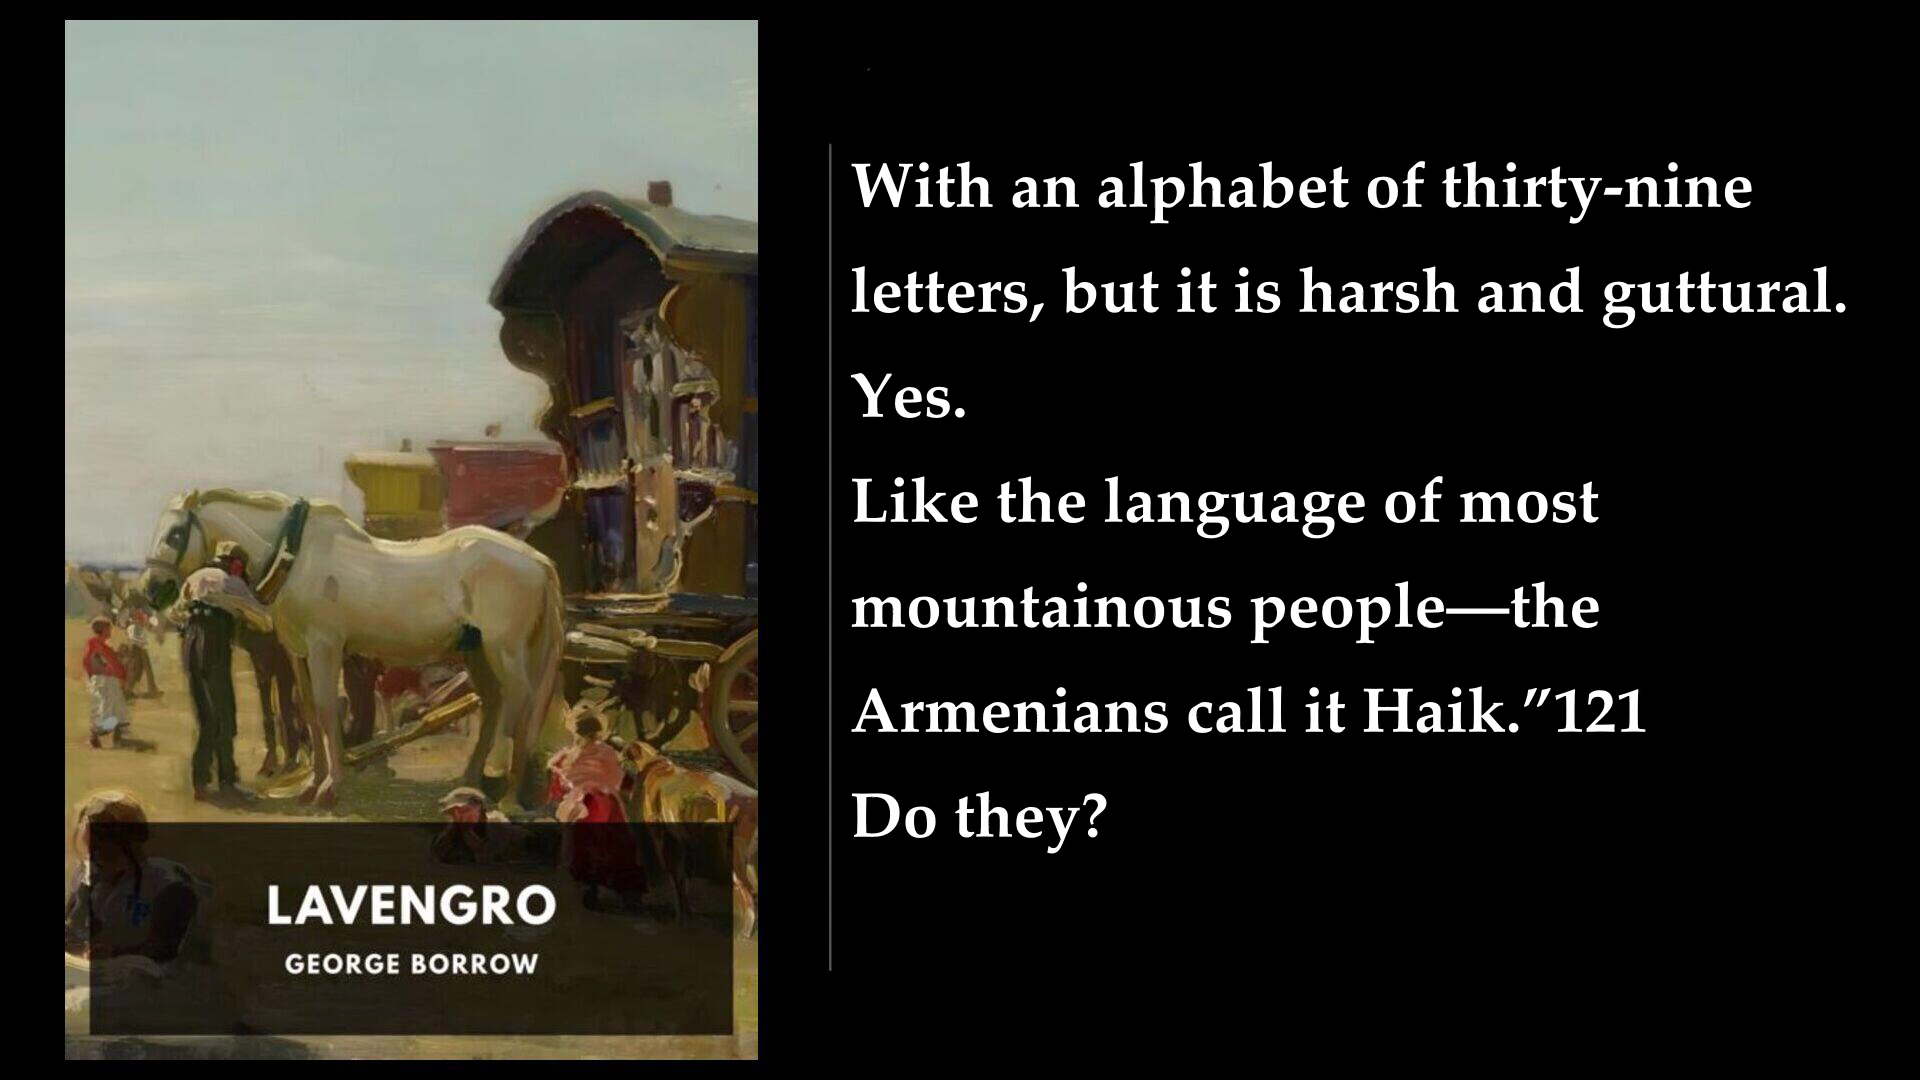 LAVENGRO
GEORGE BORROW
With an alphabet of thirty-nine
letters, but it is harsh and guttural.
Yes.
Like the language of most
mountainous people—the
Armenians call it Haik.”121
Do they?